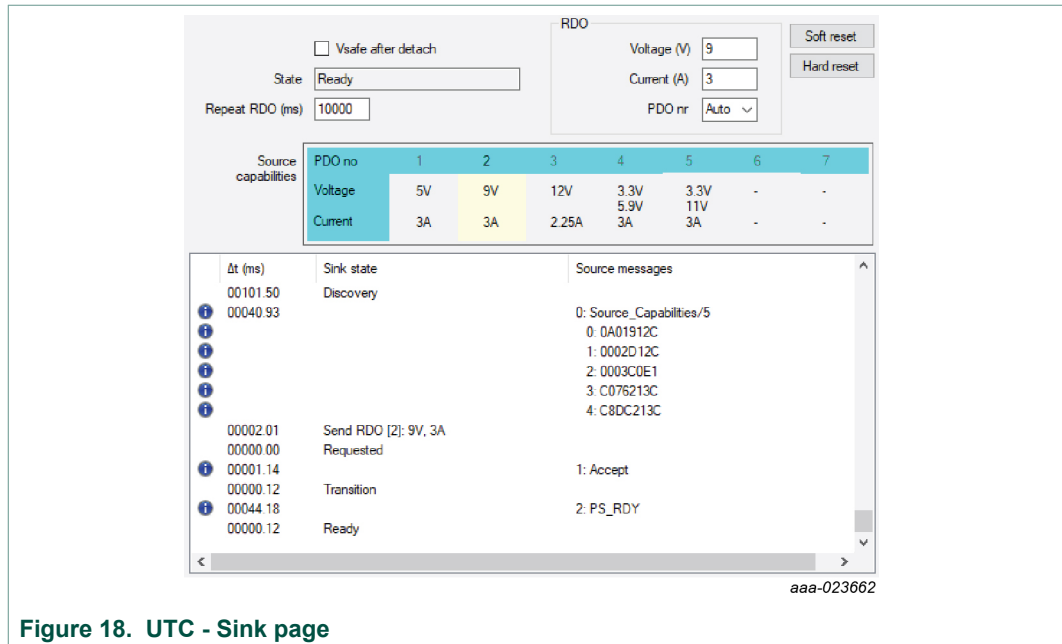 RDO
Soft reset
Vsafe after detach
Voltage (V) 9
Hard reset
State Ready
Current (A) 3
Repeat RDO (ms) 10000
PDO nr Auto
Source capabilities
PDO no 1 2 3 4 5 6 7
Voltage 5V 9V 12V 3.3V 3.3V - -
5.9V 11V
Current 3A 3A 2.25A 3A 3A - -
Δt (ms) Sink state Source messages
00101.50 Discovery
00040.93 0: Source_Capabilities/5
0: 0A01912C
1: 0002D12C
2: 0003C0E1
3: C076213C
4: C8DC213C
00002.01 Send RDO [2]: 9V, 3A
00000.00 Requested
00001.14 1: Accept
00000.12 Transition
00044.18 2: PS_RDY
00000.12 Ready
aaa-023662
Figure 18. UTC - Sink page